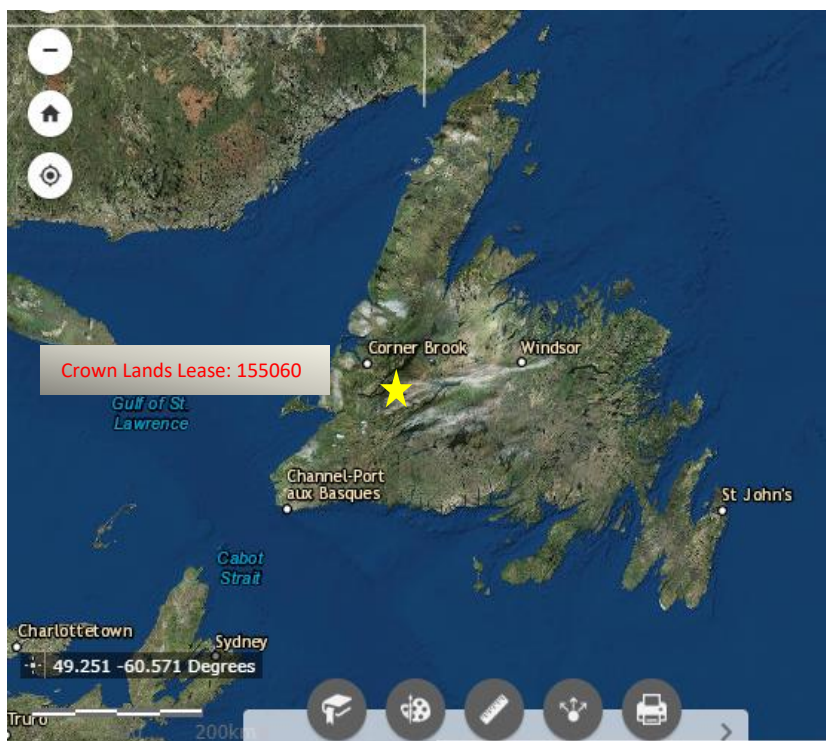 Corner Brook
Windsor
Crown Lands Lease: 155060
Gulf of St.
Lawrence
Channel-Port
aux Basques
St John's
Cabot
Strait
Charlottetown
Sydney
49.251 -60.571 Degrees
Truro
200km